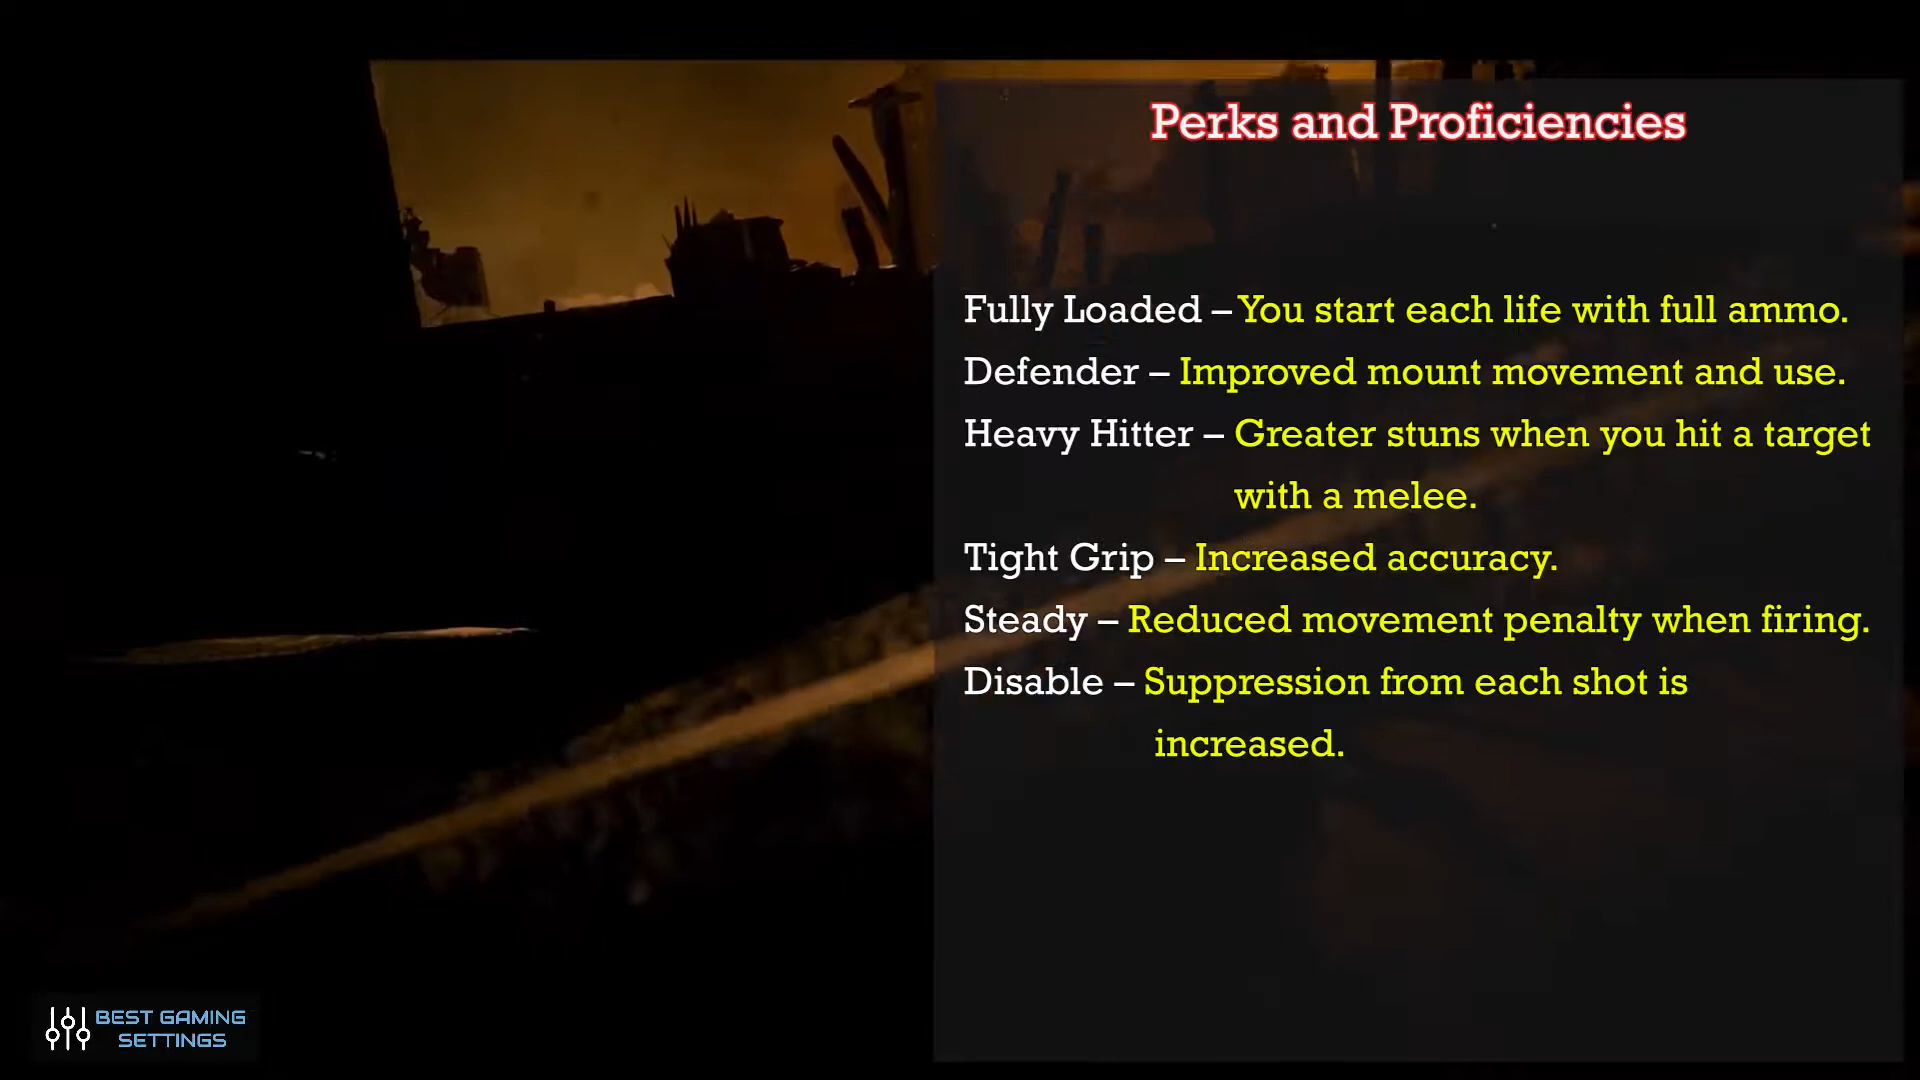 Perks and Proficiencies
Fully Loaded – You start each life with full ammo.
Defender – Improved mount movement and use.
Heavy Hitter – Greater stuns when you hit a target
with a melee.
Tight Grip – Increased accuracy.
Steady – Reduced movement penalty when firing.
Disable – Suppression from each shot is
increased.
BEST GAMING
SETTINGS